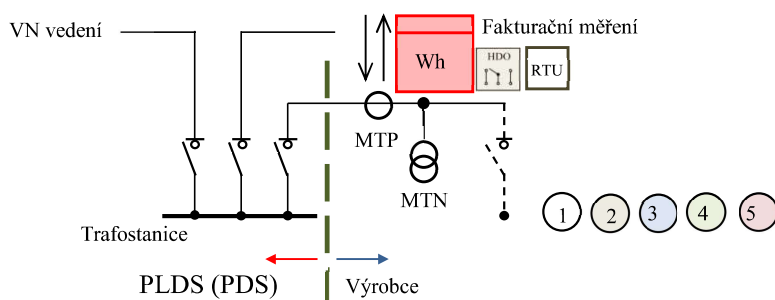 VN vedení
Fakturační měření
Wh
HDO
RTU
MTP
MTN
1 2 3 4 5
Trafostanice
PLDS (PDS)
Výrobce